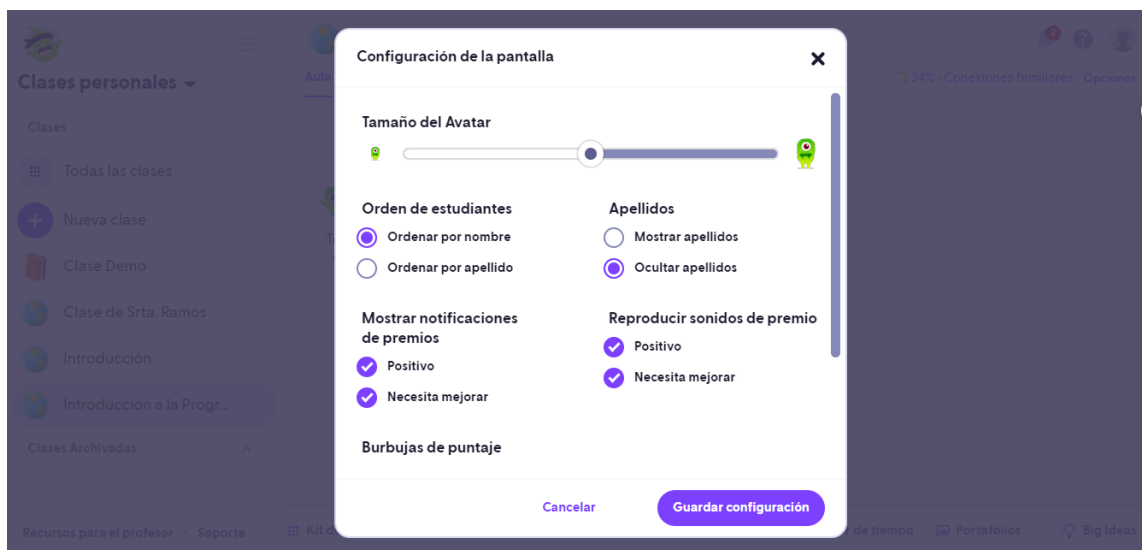 Configuración de la pantalla
Clases personales
Aula
34% · Conexiones familiares Opciones
Clases
Todas las clases
Nueva clase
Clase Demo
Clase de Srta. Ramos
Introducción
Introducción a la Progr...
Clases Archivadas
Recursos para el profesor · Soporte
Tamaño del Avatar
Orden de estudiantes
Ordenar por nombre
Ordenar por apellido
Apellidos
Mostrar apellidos
Ocultar apellidos
Mostrar notificaciones
de premios
Positivo
Necesita mejorar
Reproducir sonidos de premio
Positivo
Necesita mejorar
Burbujas de puntaje
Cancelar
Guardar configuración
Kit
de tiempo
Portafolios
Big Ideas